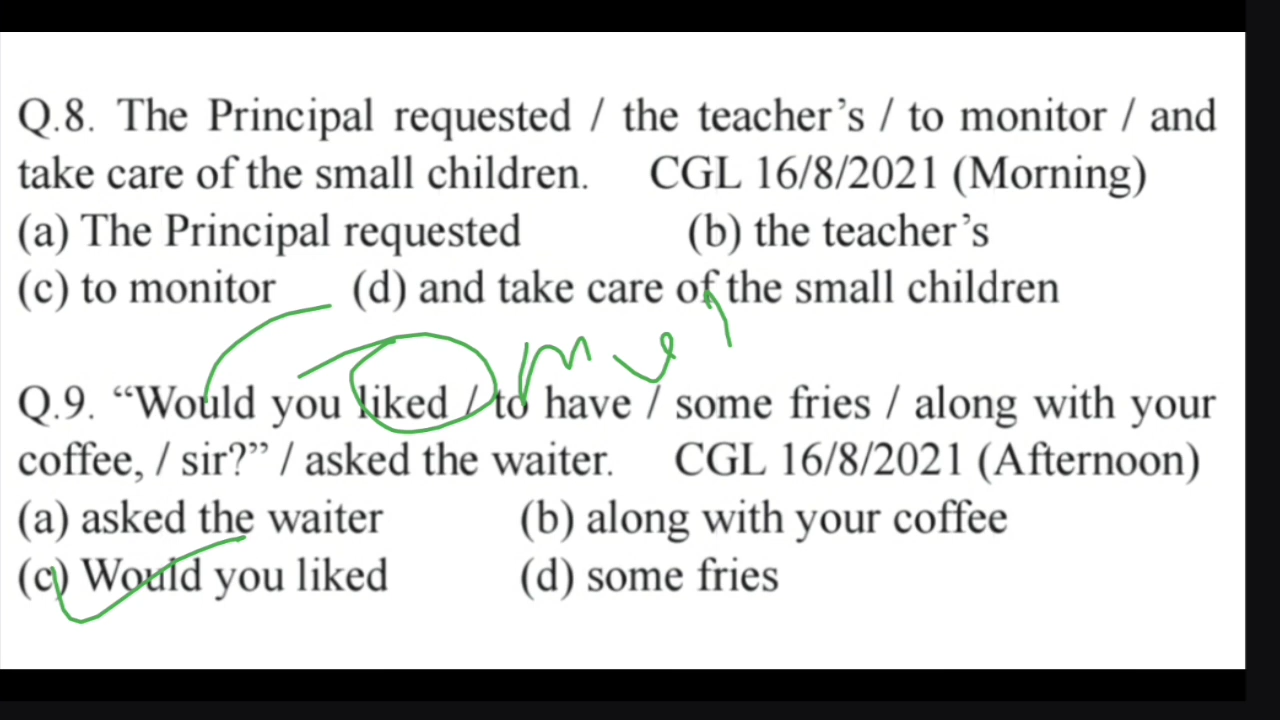 Q.8. The Principal requested / the teacher’s / to monitor / and
take care of the small children. CGL 16/8/2021 (Morning)
(a) The Principal requested (b) the teacher’s
(c) to monitor (d) and take care of the small children
Q.9. “Would you liked / to have / some fries / along with your
coffee, / sir?” / asked the waiter. CGL 16/8/2021 (Afternoon)
(a) asked the waiter (b) along with your coffee
(c) Would you liked (d) some fries